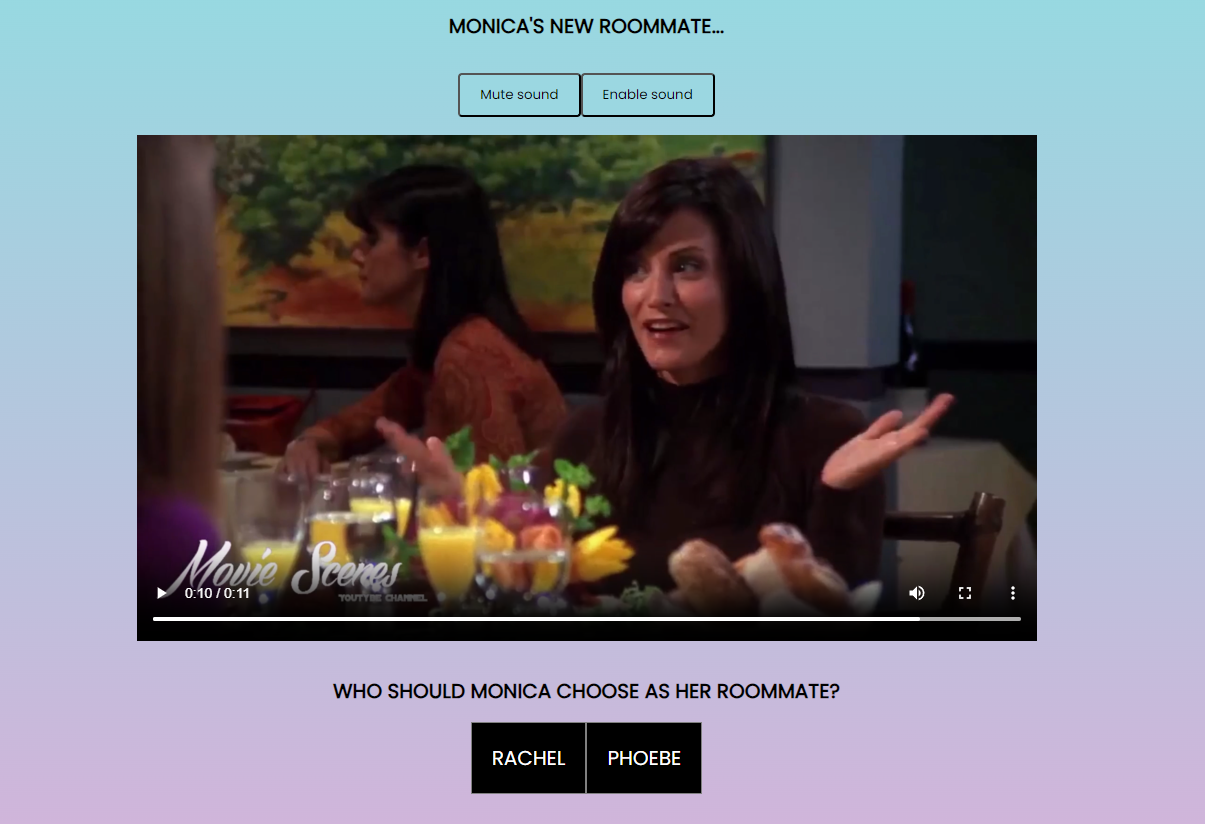 MONICA'S NEW ROOMMATE...
Mute sound
Enable sound
Movie Scenes
YOUTYBE CHANNEL
0:10 / 0:11
WHO SHOULD MONICA CHOOSE AS HER ROOMMATE?
RACHEL
PHOEBE